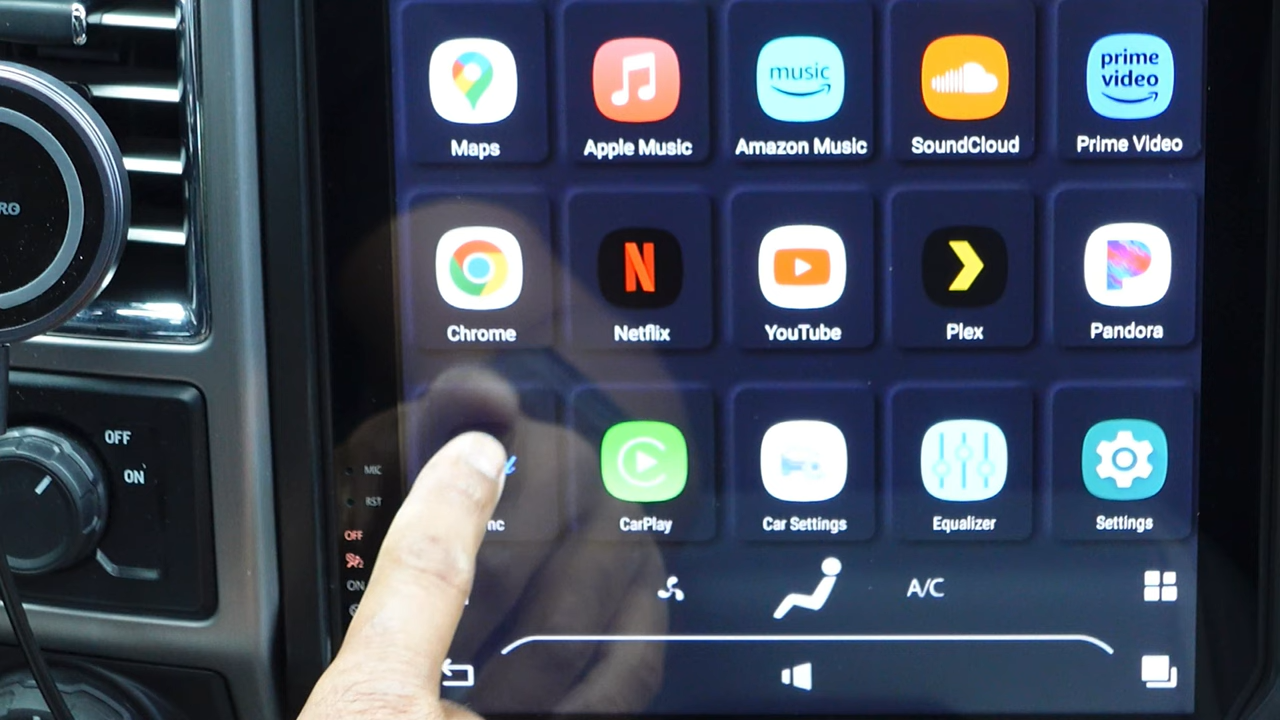 music
prime
video
Maps
Apple Music
Amazon Music
SoundCloud
Prime Video
N
Chrome
Netflix
YouTube
Plex
Pandora
OFF
ON
MIC
RST
OFF
ON
nc
CarPlay
Car Settings
Equalizer
Settings
A/C